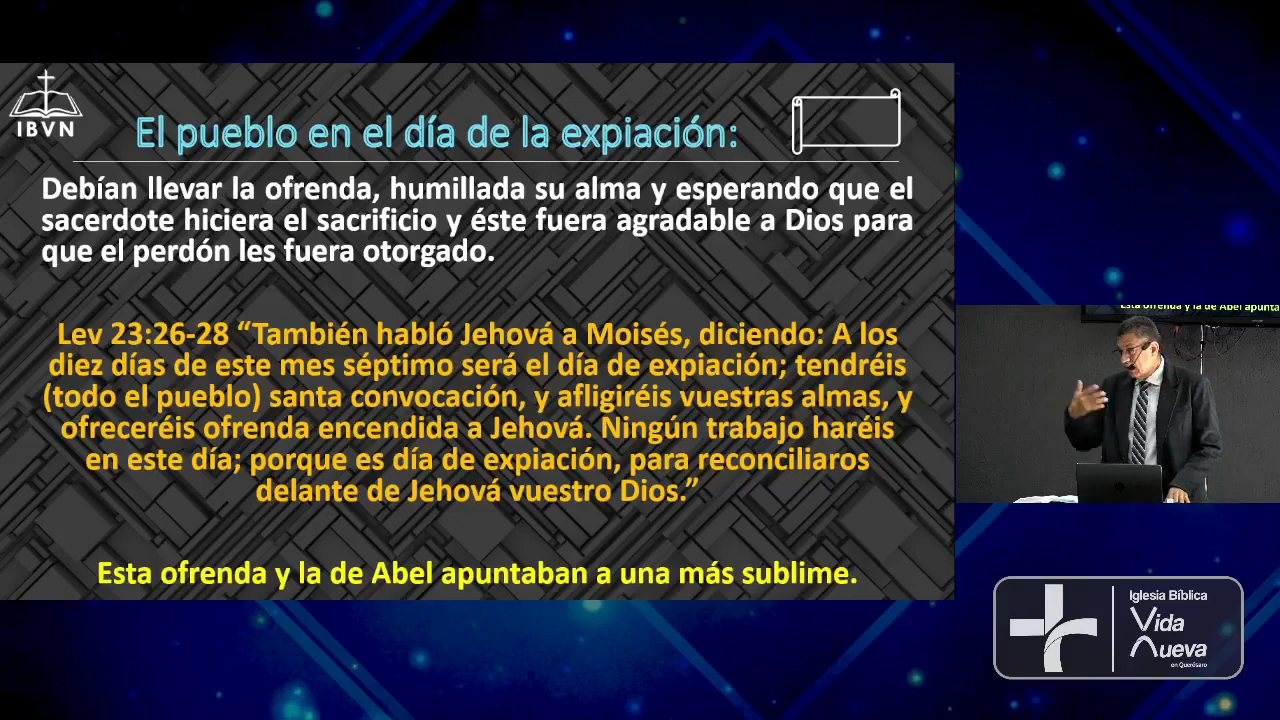 IBVN
El pueblo en el día de la expiación:
Debían llevar la ofrenda, humillada su alma y esperando que el
sacerdote hiciera el sacrificio y éste fuera agradable a Dios para
que el perdón les fuera otorgado.
Lev 23:26-28 “También habló Jehová a Moisés, diciendo: A los
diez días de este mes séptimo será el día de expiación; tendréis
(todo el pueblo) santa convocación, y afligiréis vuestras almas, y
ofreceréis ofrenda encendida a Jehová. Ningún trabajo haréis
en este día; porque es día de expiación, para reconciliaros
delante de Jehová vuestro Dios.”
Esta ofrenda y la de Abel apuntaban a una más sublime.
Esta ofrenda y la de Abel apunta
Iglesia Bíblica
Vida
Nueva
en Querétaro